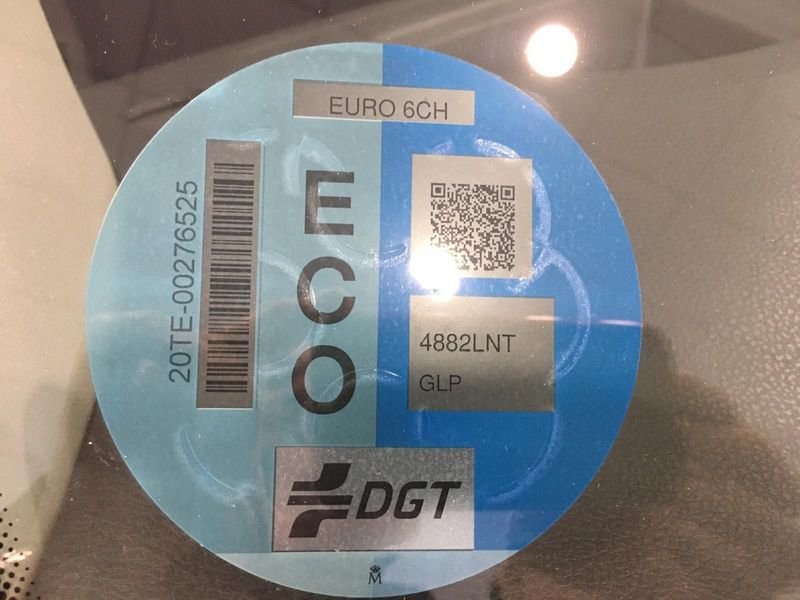 EURO 6CH
20TE-00276525
ECO
4882LNT
GLP
DGT
M